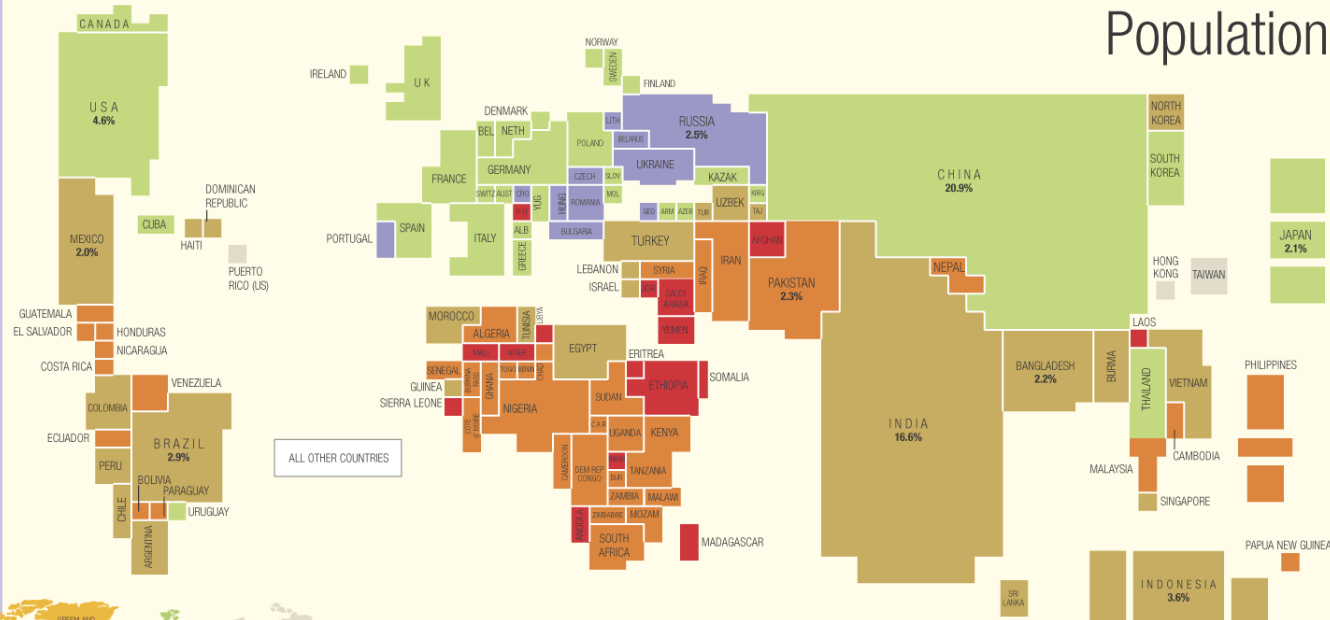 Population
CANADA
USA
4.6%
MEXICO
2.0%
CUBA
DOMINICAN
REPUBLIC
HAITI
PUERTO
RICO (US)
GUATEMALA
EL SALVADOR
HONDURAS
NICARAGUA
COSTA RICA
COLOMBIA
VENEZUELA
ECUADOR
BRAZIL
2.9%
PERU
BOLIVIA
PARAGUAY
URUGUAY
CHILE
ARGENTINA
ALL OTHER COUNTRIES
IRELAND
UK
NORWAY
SWEDEN
FINLAND
DENMARK
BEL
NETH
GERMANY
FRANCE
POLAND
LITH
BELARUS
RUSSIA
2.5%
UKRAINE
CZECH
SLOV
MOL
SWITZ
AUST
CRO
YUG
HUNG
ROMANIA
BULGARIA
ALB
GREECE
ITALY
SPAIN
PORTUGAL
KAZAK
KIRG
UZBEK
TAJ
TUR
GEO
ARM
AZER
TURKEY
LEBANON
ISRAEL
SYRIA
JOR
SAUDI
ARABIA
YEMEN
IRAQ
IRAN
AFGHAN
PAKISTAN
2.3%
CHINA
20.9%
NORTH
KOREA
SOUTH
KOREA
JAPAN
2.1%
HONG
KONG
TAIWAN
NEPAL
INDIA
16.6%
BANGLADESH
2.2%
BURMA
LAOS
THAILAND
VIETNAM
CAMBODIA
MALAYSIA
SINGAPORE
PHILIPPINES
PAPUA NEW GUINEA
INDONESIA
3.6%
SRI
LANKA
MOROCCO
ALGERIA
TUNISIA
LIBYA
EGYPT
MALI
NIGER
CHAD
SENEGAL
GUINEA
SIERRA LEONE
BURKINA
FASO
CÔTE
d'IVOIRE
GHANA
TOGO
BENIN
NIGERIA
ERITREA
ETHIOPIA
SOMALIA
SUDAN
CAR
UGANDA
KENYA
CAMEROON
DEM REP
CONGO
BUR
TANZANIA
ZAMBIA
MALAWI
ANGOLA
ZIMBABWE
MOZAM
SOUTH
AFRICA
MADAGASCAR
GREENLAND